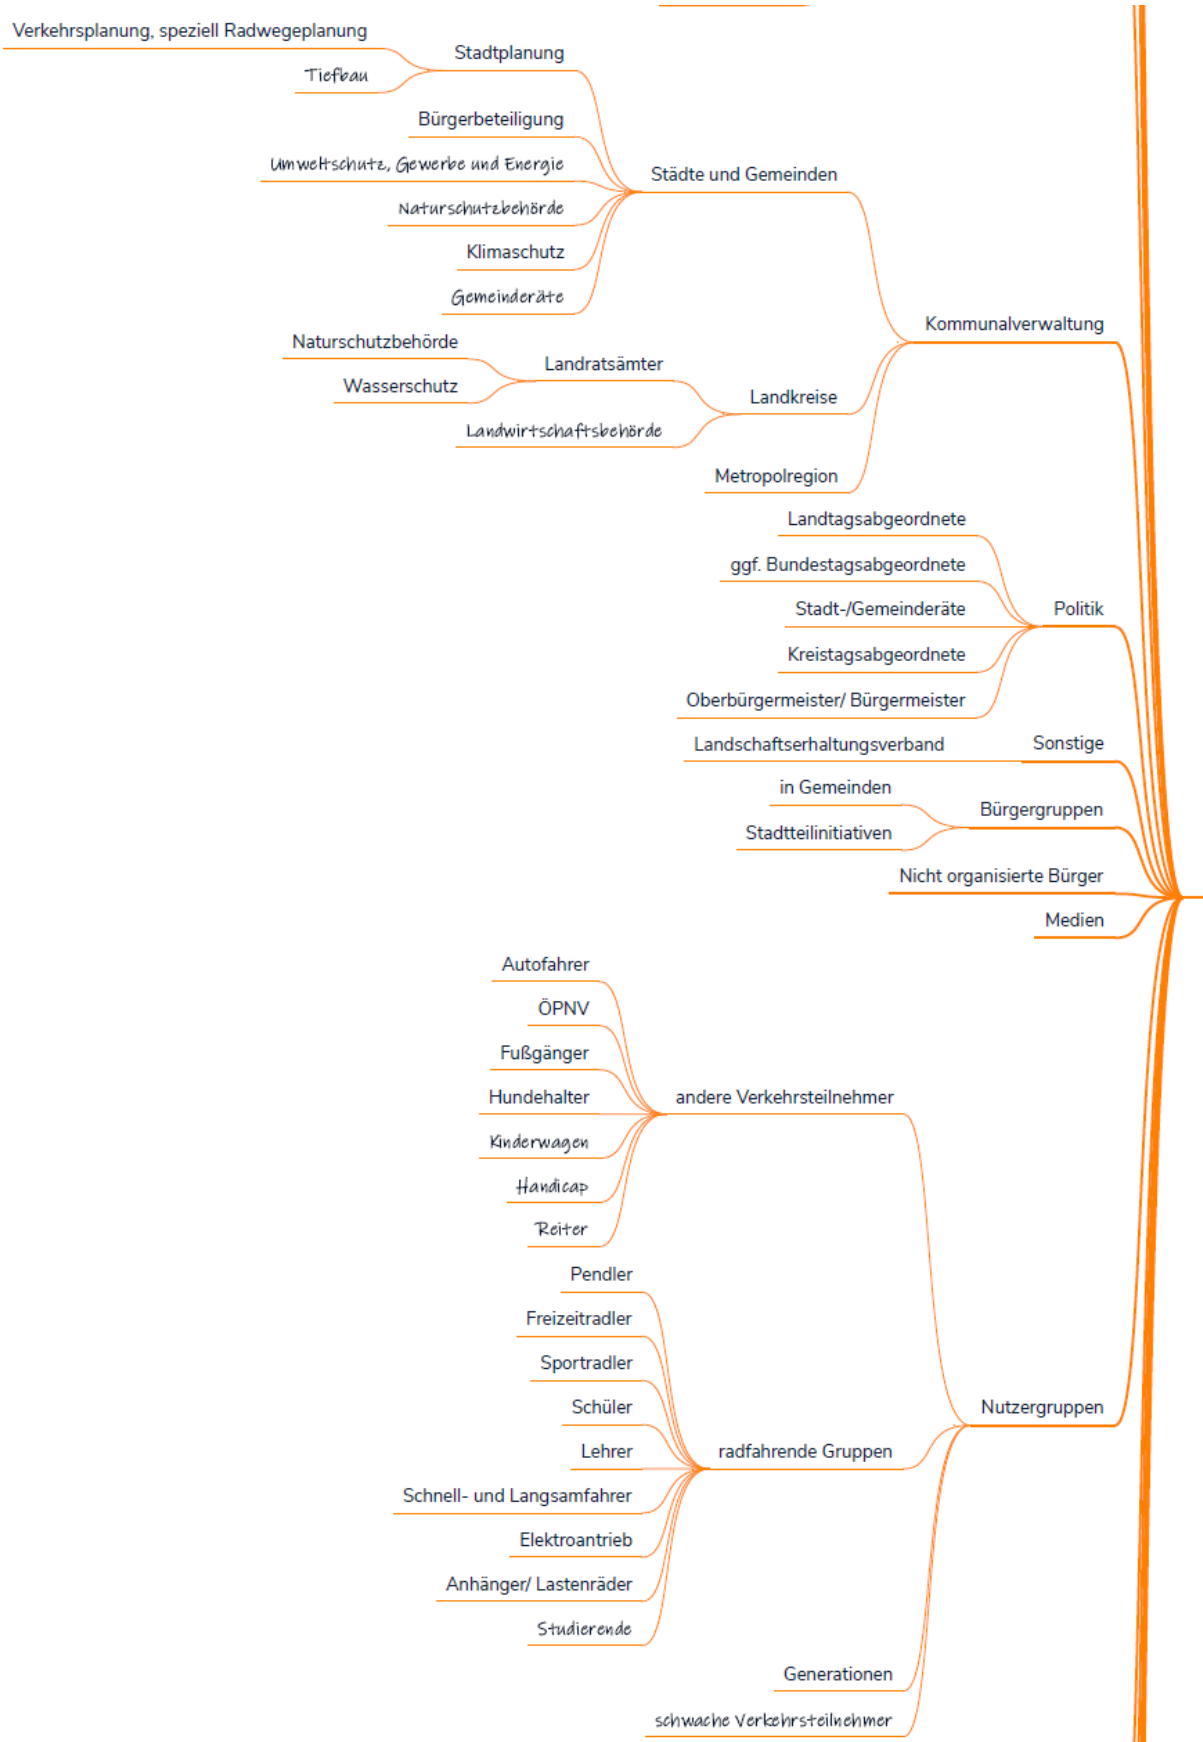 Verkehrsplanung, speziell Radwegeplanung
Stadtplanung
Tiefbau
Bürgerbeteiligung
Umweltschutz, Gewerbe und Energie
Städte und Gemeinden
Naturschutzbehörde
Klimaschutz
Gemeinderäte
Kommunalverwaltung
Naturschutzbehörde
Landratsämter
Wasserschutz
Landkreise
Landwirtschaftsbehörde
Metropolregion
Landtagsabgeordnete
ggf. Bundestagsabgeordnete
Stadt-/Gemeinderäte
Politik
Kreistagsabgeordnete
Oberbürgermeister/ Bürgermeister
Landschaftserhaltungsverband
Sonstige
in Gemeinden
Bürgergruppen
Stadtteilinitiativen
Nicht organisierte Bürger
Medien
Autofahrer
ÖPNV
Fußgänger
Hundehalter
andere Verkehrsteilnehmer
Kinderwagen
Handicap
Reiter
Pendler
Freizeitradler
Sportradler
Schüler
Nutzergruppen
Lehrer
radfahrende Gruppen
Schnell- und Langsamfahrer
Elektroantrieb
Anhänger/ Lastenräder
Studierende
Generationen
schwache Verkehrsteilnehmer